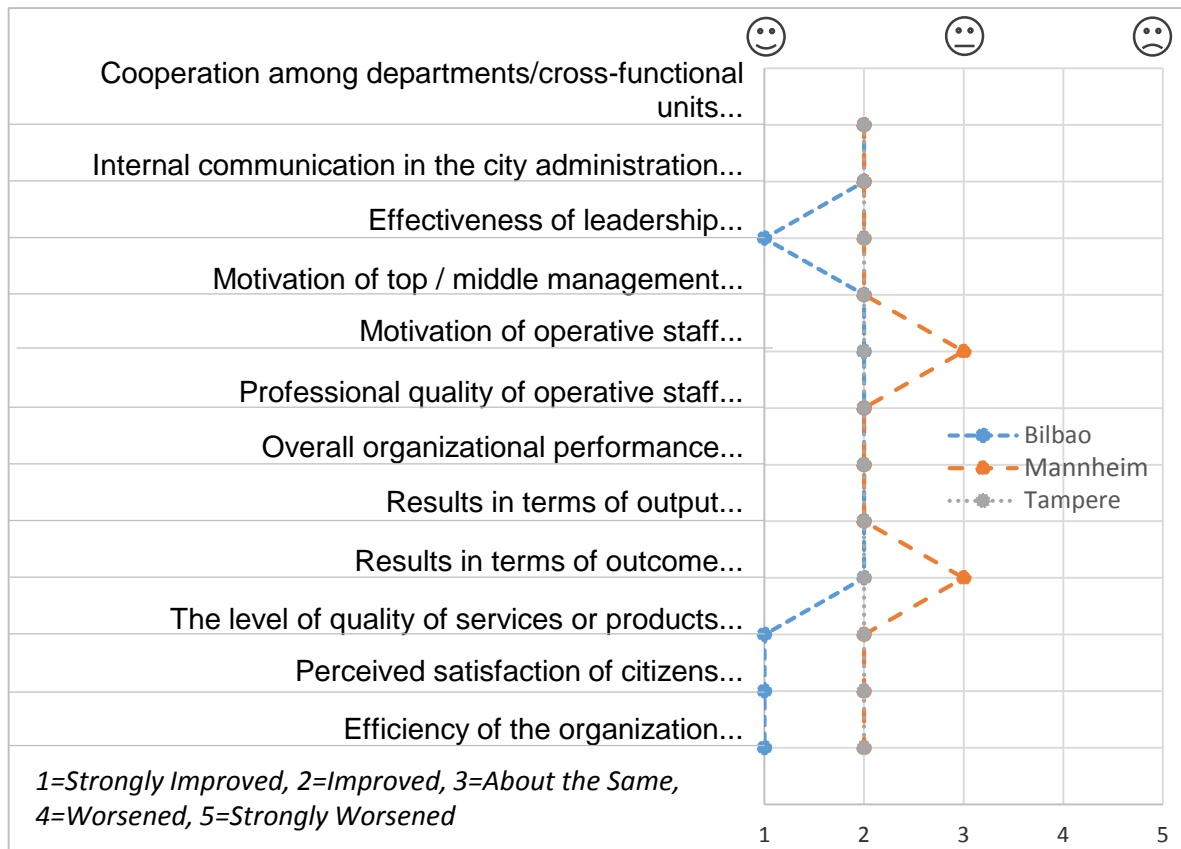 Cooperation among departments/cross-functional
units...
Internal communication in the city administration...
Effectiveness of leadership...
Motivation of top / middle management...
Motivation of operative staff...
Professional quality of operative staff...
Overall organizational performance...
Results in terms of output...
Results in terms of outcome...
The level of quality of services or products...
Perceived satisfaction of citizens...
Efficiency of the organization...
Bilbao
Mannheim
Tampere
1=Strongly Improved, 2=Improved, 3=About the Same,
4=Worsened, 5=Strongly Worsened
1 2 3 4 5